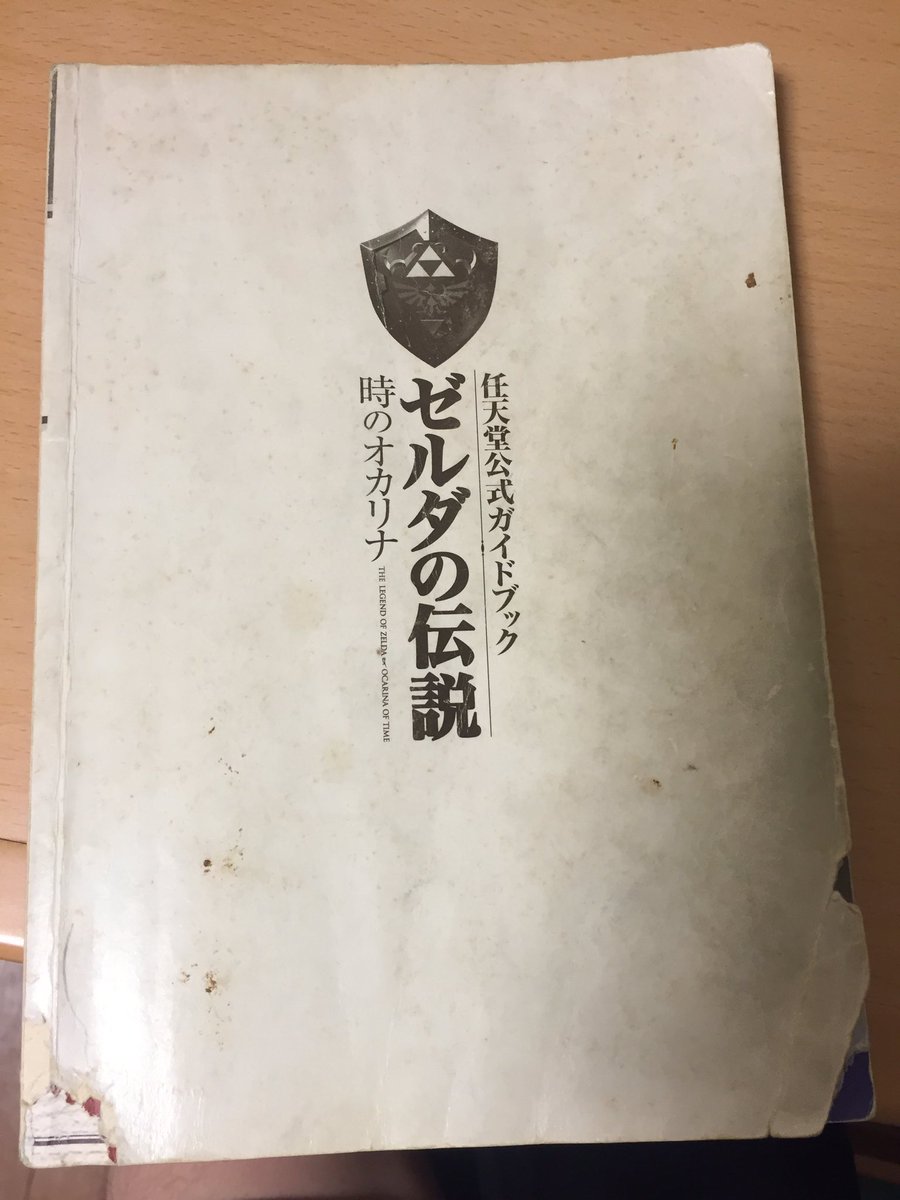 任天堂公式ガイドブック
ゼルダの伝説
時のオカリナ
THE LEGEND OF ZELDA OCARINA OF TIME